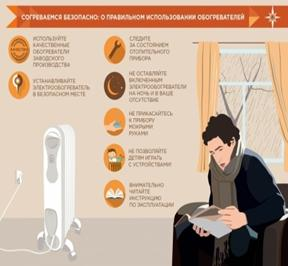 СОГРЕВАЕМСЯ БЕЗОПАСНО: О ПРАВИЛЬНОМ ИСПОЛЬЗОВАНИИ ОБОГРЕВАТЕЛЕЙ
ИСПОЛЬЗУЙТЕ
КАЧЕСТВЕННЫЕ
ОБОГРЕВАТЕЛИ
ЗАВОДСКОГО
ПРОИЗВОДСТВА
УСТАНАВЛИВАЙТЕ
ЭЛЕКТРООБОГРЕВАТЕЛЬ
В БЕЗОПАСНОМ МЕСТЕ
СЛЕДИТЕ
ЗА СОСТОЯНИЕМ
ОТОПИТЕЛЬНОГО
ПРИБОРА
НЕ ОСТАВЛЯЙТЕ
ВКЛЮЧЕННЫМ
ЭЛЕКТРООБОГРЕВАТЕЛИ
НА НОЧЬ И В ВАШЕ
ОТСУТСТВИЕ
НЕ ПРИКАСАЙТЕСЬ
К ПРИБОРУ
МОКРЫМИ
РУКАМИ
НЕ ПОЗВОЛЯЙТЕ
ДЕТЯМ ИГРАТЬ
С УСТРОЙСТВАМИ!
ВНИМАТЕЛЬНО
ЧИТАЙТЕ
ИНСТРУКЦИЮ
ПО ЭКСПЛУАТАЦИИ